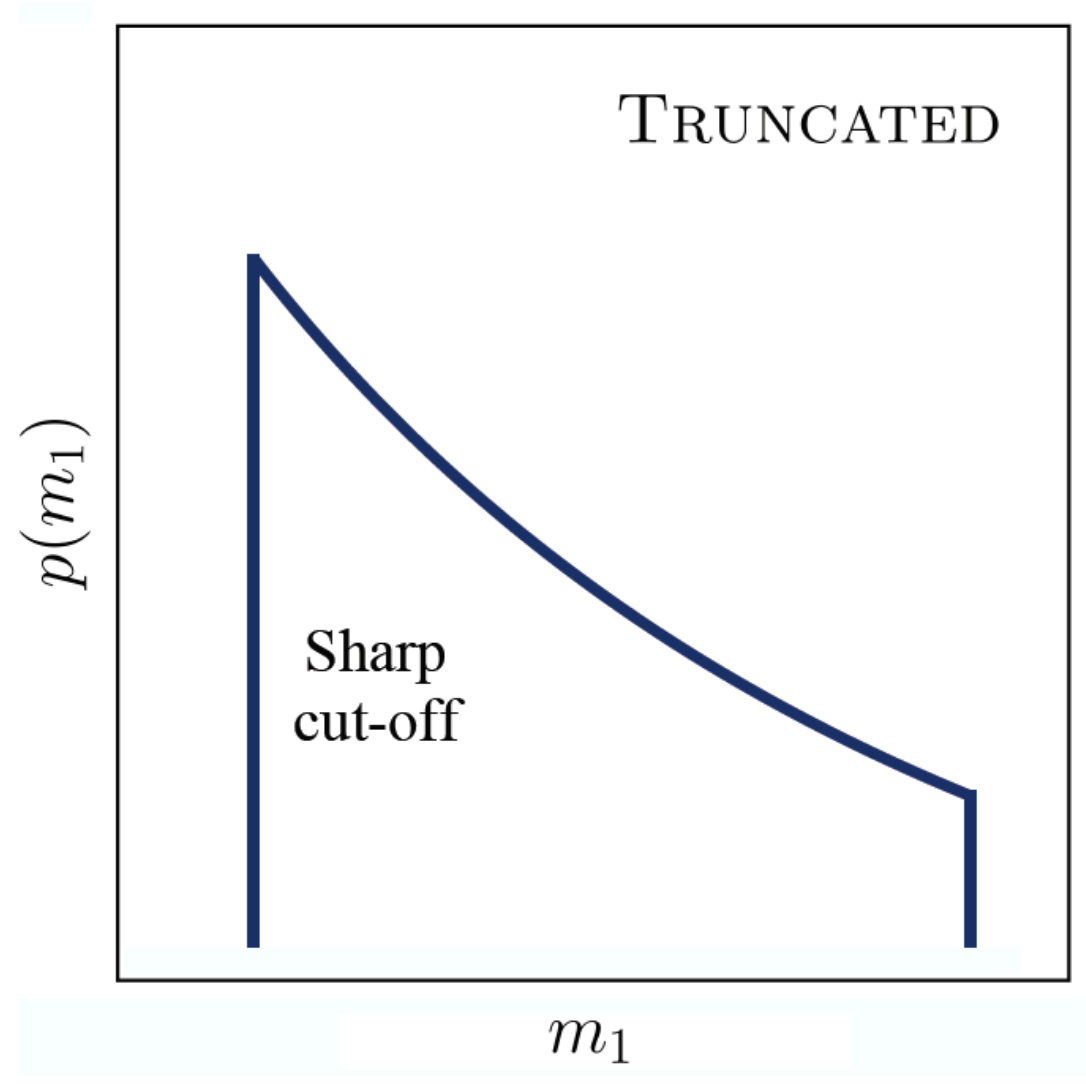 TRUNCATED
p(m₁)
Sharp
cut-off
m₁